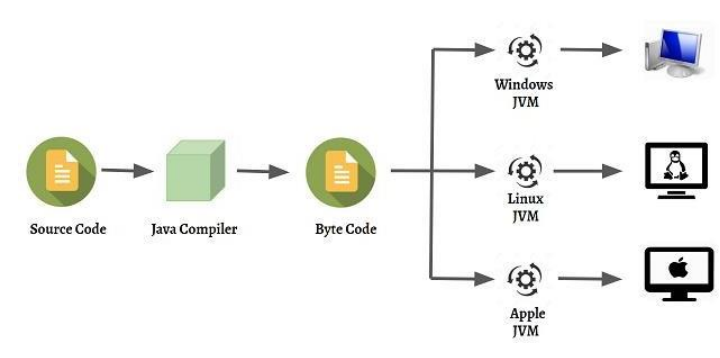 Windows
JVM
Linux
JVM
Source Code
Java Compiler
Byte Code
Apple
JVM